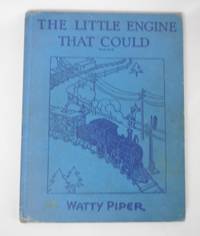 THE LITTLE ENGINE
THAT COULD
WATTY PIPER